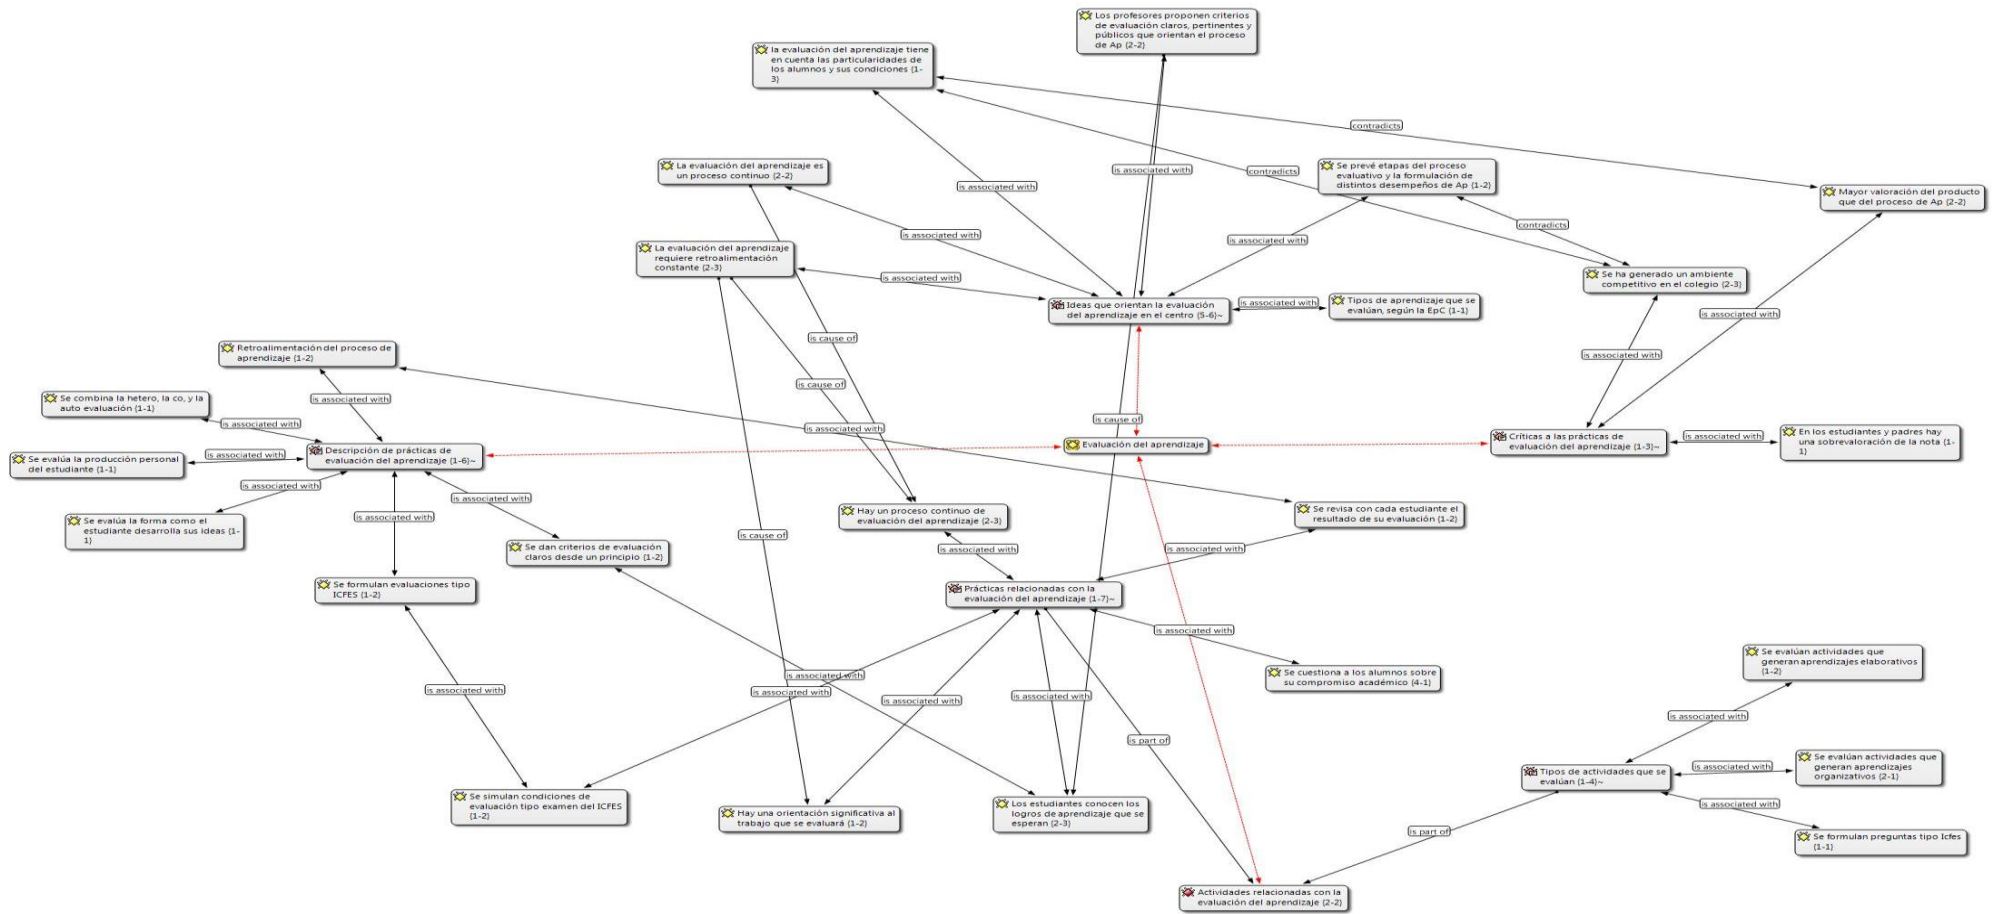 Los profesores proponen criterios
de evaluación claros, pertinentes y
públicos que orientan el proceso
de Ap (2-2)
la evaluación del aprendizaje tiene
en cuenta las particularidades de
los alumnos y sus condiciones (1-
3)
contradicts
La evaluación del aprendizaje es
un proceso continuo (2-2)
is associated with
is associated with
contradicts
Se prevé etapas del proceso
evaluativo y la formulación de
distintos desempeños de Ap (1-2)
Mayor valoración del producto
que del proceso de Ap (2-2)
is associated with
is associated with
contradicts
La evaluación del aprendizaje
requiere retroalimentación
constante (2-3)
is associated with
Se ha generado un ambiente
competitivo en el colegio (2-3)
Ideas que orientan la evaluación
del aprendizaje en el centro (5-6)~
is associated with
Tipos de aprendizaje que se
evalúan, según la EpC (1-1)
is associated with
is cause of
Retroalimentación del proceso de
aprendizaje (1-2)
is associated with
is cause of
Se combina la hetero, la co, y la
auto evaluación (1-1)
is associated with
is associated with
is associated with
is cause of
Evaluación del aprendizaje
Críticas a las prácticas de
evaluación del aprendizaje (1-3)~
is associated with
En los estudiantes y padres hay
una sobrevaloración de la nota (1-
1)
Se evalúa la producción personal
del estudiante (1-1)
is associated with
Descripción de prácticas de
evaluación del aprendizaje (1-6)~
is associated with
is associated with
Se evalúa la forma como el
estudiante desarrolla sus ideas (1-
1)
is associated with
Hay un proceso continuo de
evaluación del aprendizaje (2-3)
Se revisa con cada estudiante el
resultado de su evaluación (1-2)
is cause of
Se dan criterios de evaluación
claros desde un principio (1-2)
is associated with
is associated with
Se formulan evaluaciones tipo
ICFES (1-2)
Prácticas relacionadas con la
evaluación del aprendizaje (1-7)~
is associated with
Se evalúan actividades que
generan aprendizajes elaborativos
(1-2)
is associated with
is associated with
is associated with
is associated with
is associated with
Se cuestiona a los alumnos sobre
su compromiso académico (4-1)
is associated with
is part of
Se evalúan actividades que
generan aprendizajes
organizativos (2-1)
is associated with
Tipos de actividades que se
evalúan (1-4)~
is associated with
Se simulan condiciones de
evaluación tipo examen del ICFES
(1-2)
Hay una orientación significativa al
trabajo que se evaluará (1-2)
Los estudiantes conocen los
logros de aprendizaje que se
esperan (2-3)
is part of
Se formulan preguntas tipo Icfes
(1-1)
Actividades relacionadas con la
evaluación del aprendizaje (2-2)